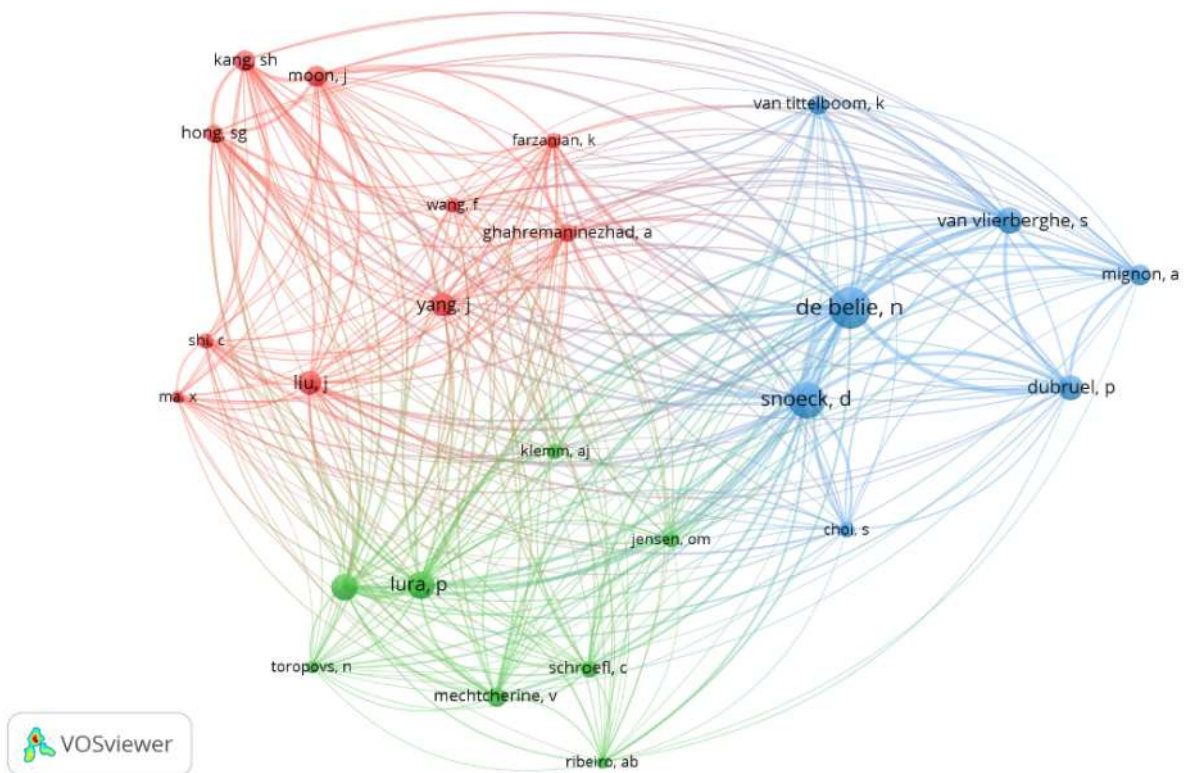 kang, sh
moon, j
van tittelboom, k
hong, sg
farzanian, k
wang, f
van vlierberghe, s
ghahremaninezhad, a
mignon, a
yang, j
de belie, n
shi, c
liu, j
dubruel, p
ma, x
snoeck, d
klemm, aj
choi, s
jensen, om
lura, p
toropovs, n
schroefl, c
mechtcherine, v
VOSviewer
ribeiro, ab